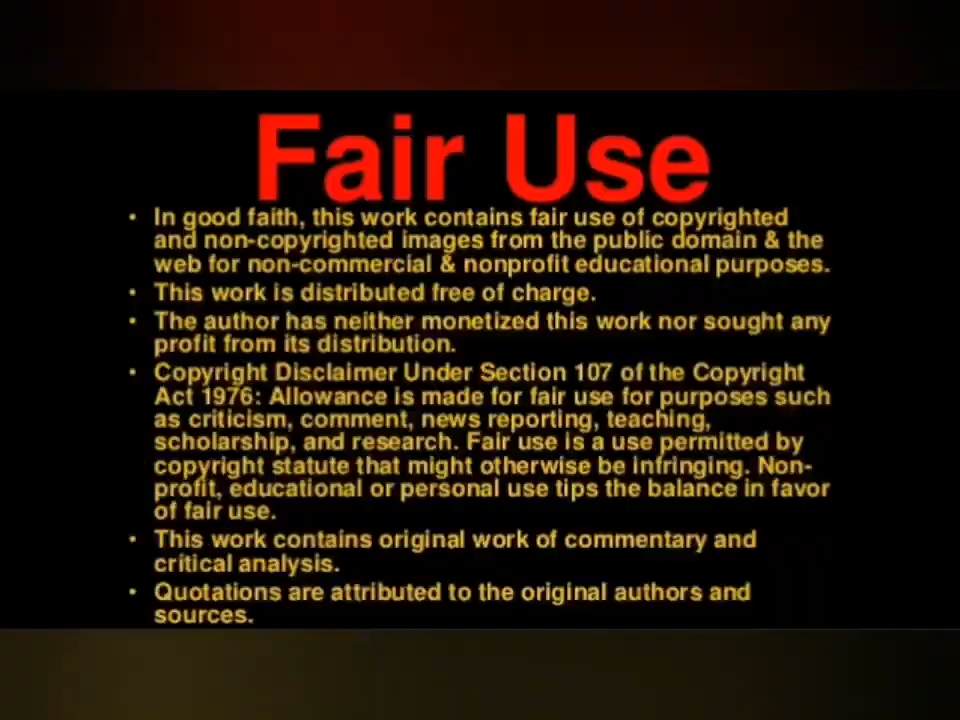 Fair Use
• In good faith, this work contains fair use of copyrighted
and non-copyrighted images from the public domain & the
web for non-commercial & nonprofit educational purposes.
• This work is distributed free of charge.
• The author has neither monetized this work nor sought any
profit from its distribution.
• Copyright Disclaimer Under Section 107 of the Copyright
Act 1976: Allowance is made for fair use for purposes such
as criticism, comment, news reporting, teaching,
scholarship, and research. Fair use is a use permitted by
copyright statute that might otherwise be infringing. Non-
profit, educational or personal use tips the balance in favor
of fair use.
• This work contains original work of commentary and
critical analysis.
• Quotations are attributed to the original authors and
sources.